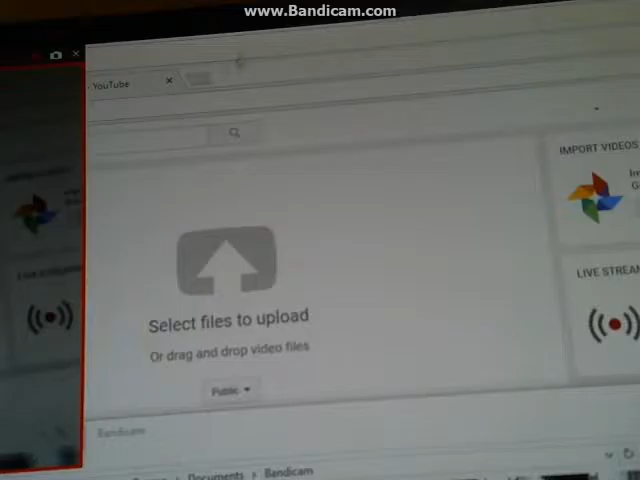 www.Bandicam.com
YouTube
IMPORT VIDEOS
Select files to upload
Or drag and drop video files
Public
LIVE STREAM
Bandicam
Documents > Bandicam